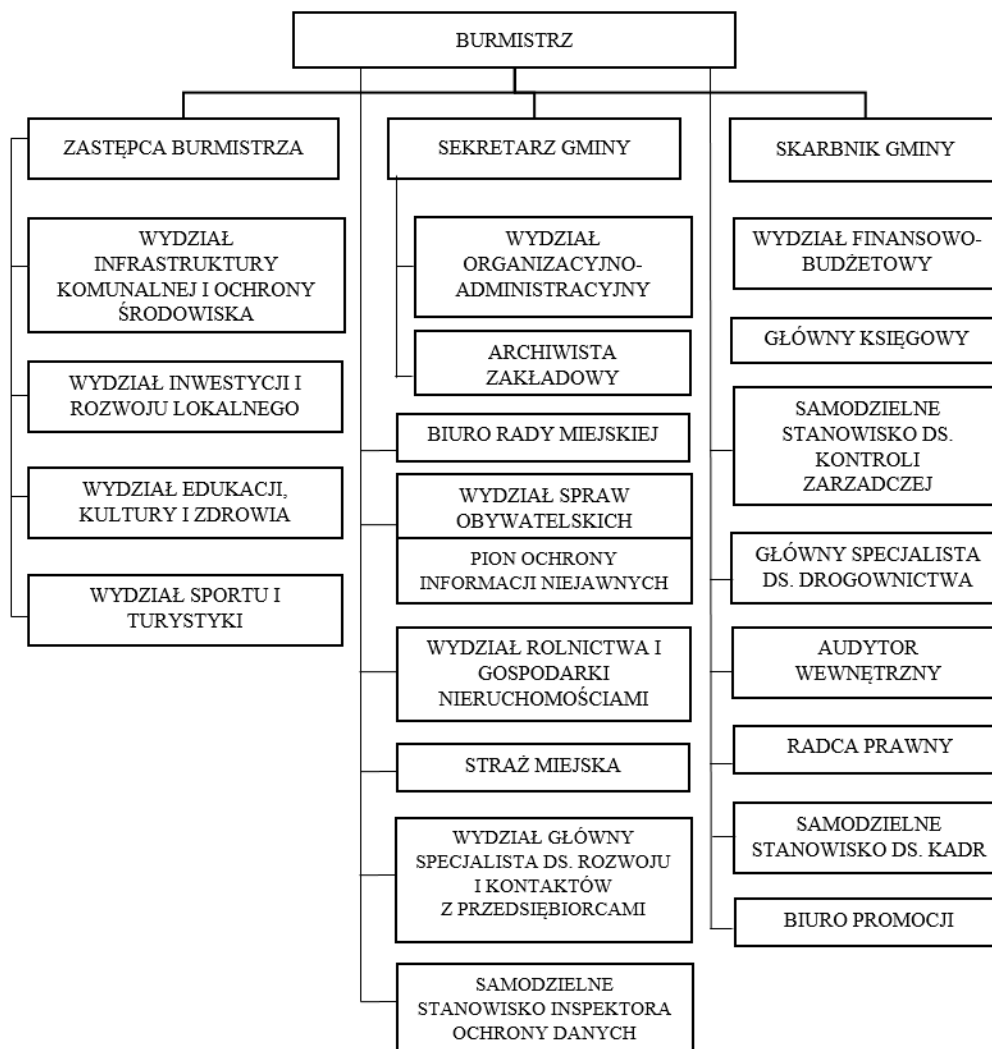 BURMISTRZ
ZASTĘPCA BURMISTRZA
WYDZIAŁ
INFRASTRUKTURY
KOMUNALNEJ I OCHRONY
ŚRODOWISKA
WYDZIAŁ INWESTYCJI I
ROZWOJU LOKALNEGO
WYDZIAŁ EDUKACJI,
KULTURY I ZDROWIA
WYDZIAŁ SPORTU I
TURYSTYKI
SEKRETARZ GMINY
WYDZIAŁ
ORGANIZACYJNO-
ADMINISTRACYJNY
ARCHIWISTA
ZAKŁADOWY
BIURO RADY MIEJSKIEJ
WYDZIAŁ SPRAW
OBYWATELSKICH
PION OCHRONY
INFORMACJI NIEJAWNYCH
WYDZIAŁ ROLNICTWA I
GOSPODARKI
NIERUCHOMOŚCIAMI
STRAŻ MIEJSKA
WYDZIAŁ GŁÓWNY
SPECJALISTA DS. ROZWOJU
I KONTAKTÓW
Z PRZEDSIĘBIORCAMI
SAMODZIELNE
STANOWISKO INSPEKTORA
OCHRONY DANYCH
SKARBNIK GMINY
WYDZIAŁ FINANSOWO-
BUDŻETOWY
GŁÓWNY KSIĘGOWY
SAMODZIELNE
STANOWISKO DS.
KONTROLI
ZARZADCZEJ
GŁÓWNY SPECJALISTA
DS. DROGOWNICTWA
AUDYTOR
WEWNĘTRZNY
RADCA PRAWNY
SAMODZIELNE
STANOWISKO DS. KADR
BIURO PROMOCJI